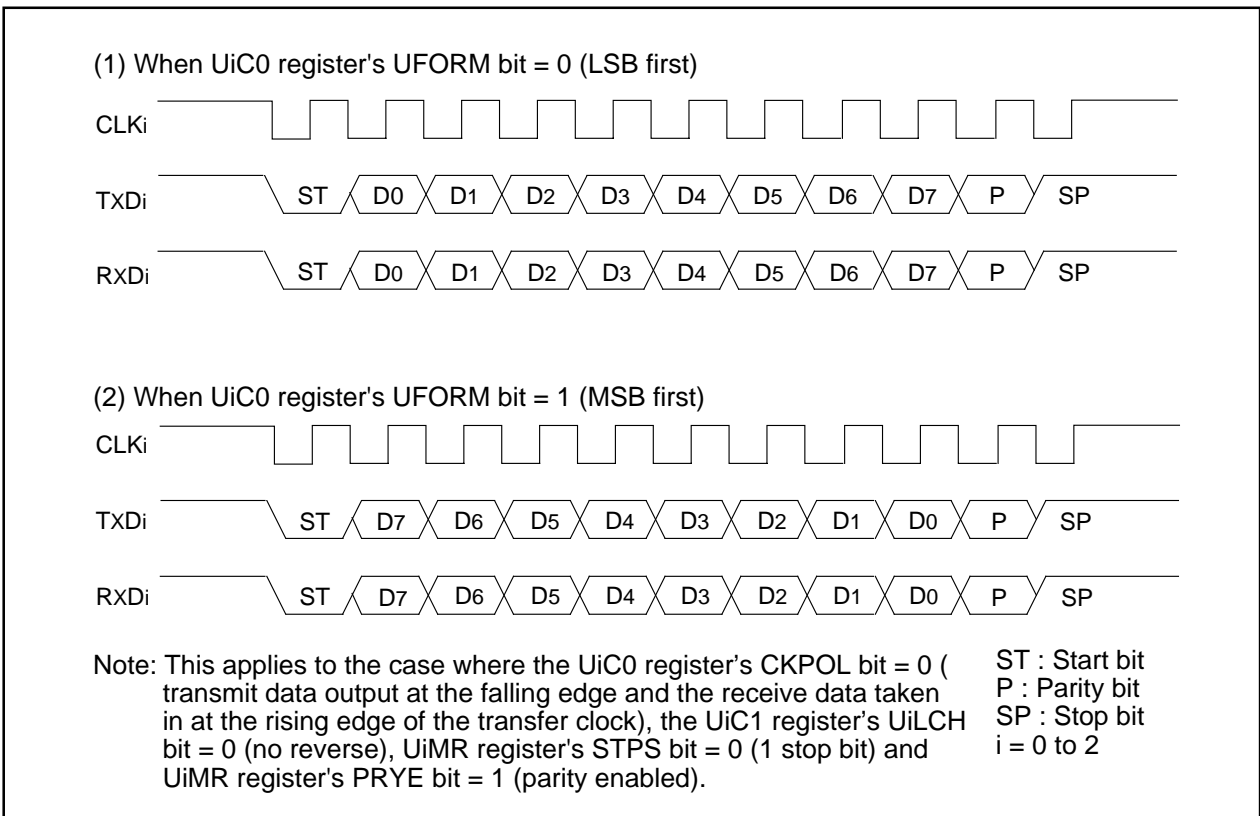 (1) When UiC0 register's UFORM bit = 0 (LSB first)
CLKi
TXDi ST D0 D1 D2 D3 D4 D5 D6 D7 P SP
RXDi ST D0 D1 D2 D3 D4 D5 D6 D7 P SP
(2) When UiC0 register's UFORM bit = 1 (MSB first)
CLKi
TXDi ST D7 D6 D5 D4 D3 D2 D1 D0 P SP
RXDi ST D7 D6 D5 D4 D3 D2 D1 D0 P SP
Note: This applies to the case where the UiC0 register's CKPOL bit = 0 (
transmit data output at the falling edge and the receive data taken
in at the rising edge of the transfer clock), the UiC1 register's UiLCH
bit = 0 (no reverse), UiMR register's STPS bit = 0 (1 stop bit) and
UiMR register's PRYE bit = 1 (parity enabled).
ST : Start bit
P : Parity bit
SP : Stop bit
i = 0 to 2